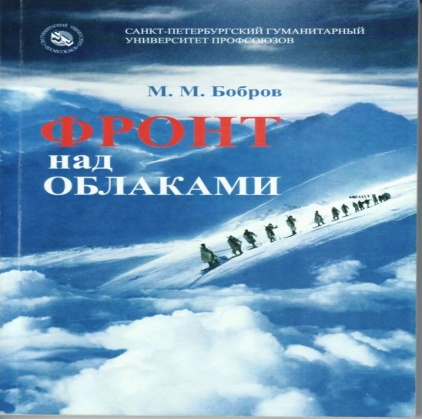 САНКТ-ПЕТЕРБУРГСКИЙ ГУМАНИТАРНЫЙ
УНИВЕРСИТЕТ ПРОФСОЮЗОВ
М. М. Бобров
ФРОНТ
над
ОБЛАКАМИ